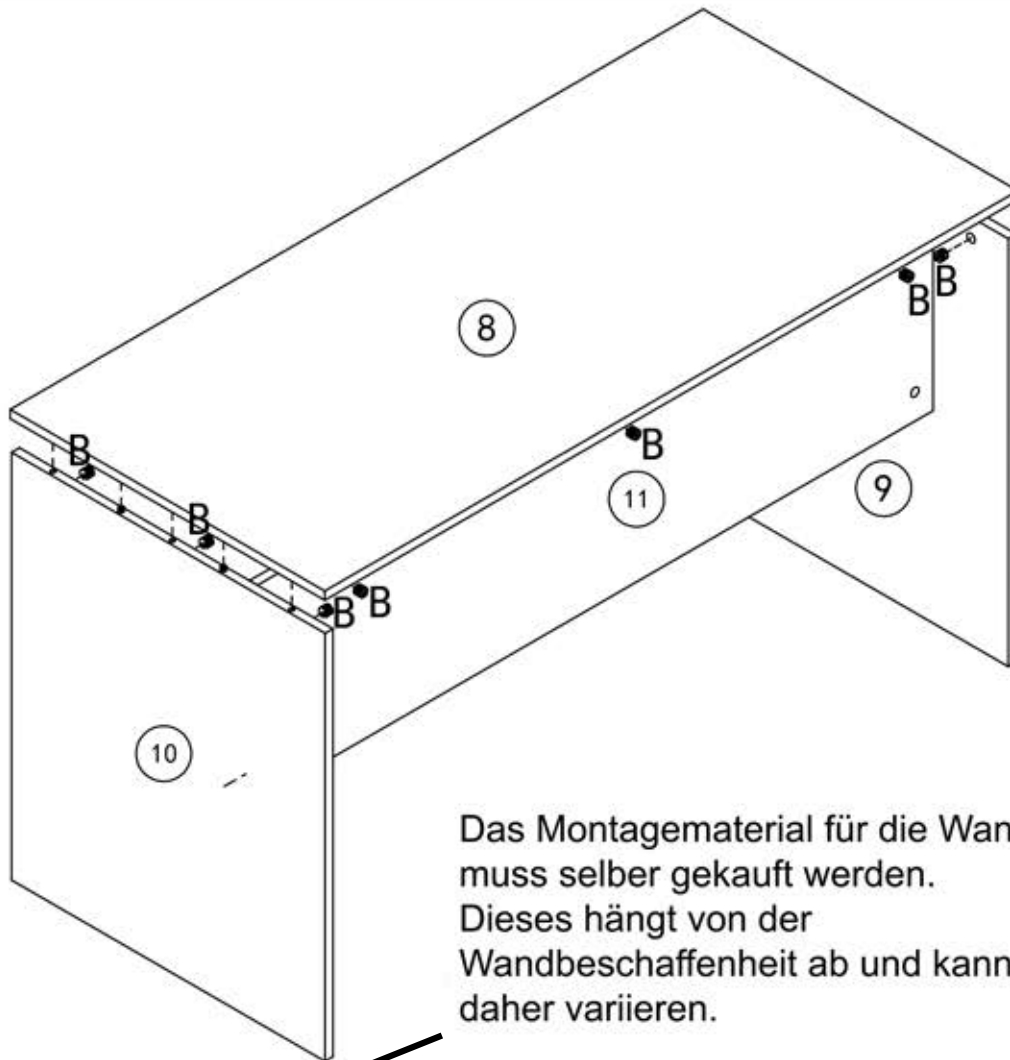 8
B
B
B
B
11
9
B
B
B
10
Das Montagematerial für die Wan
muss selber gekauft werden.
Dieses hängt von der
Wandbeschaffenheit ab und kann
daher variieren.